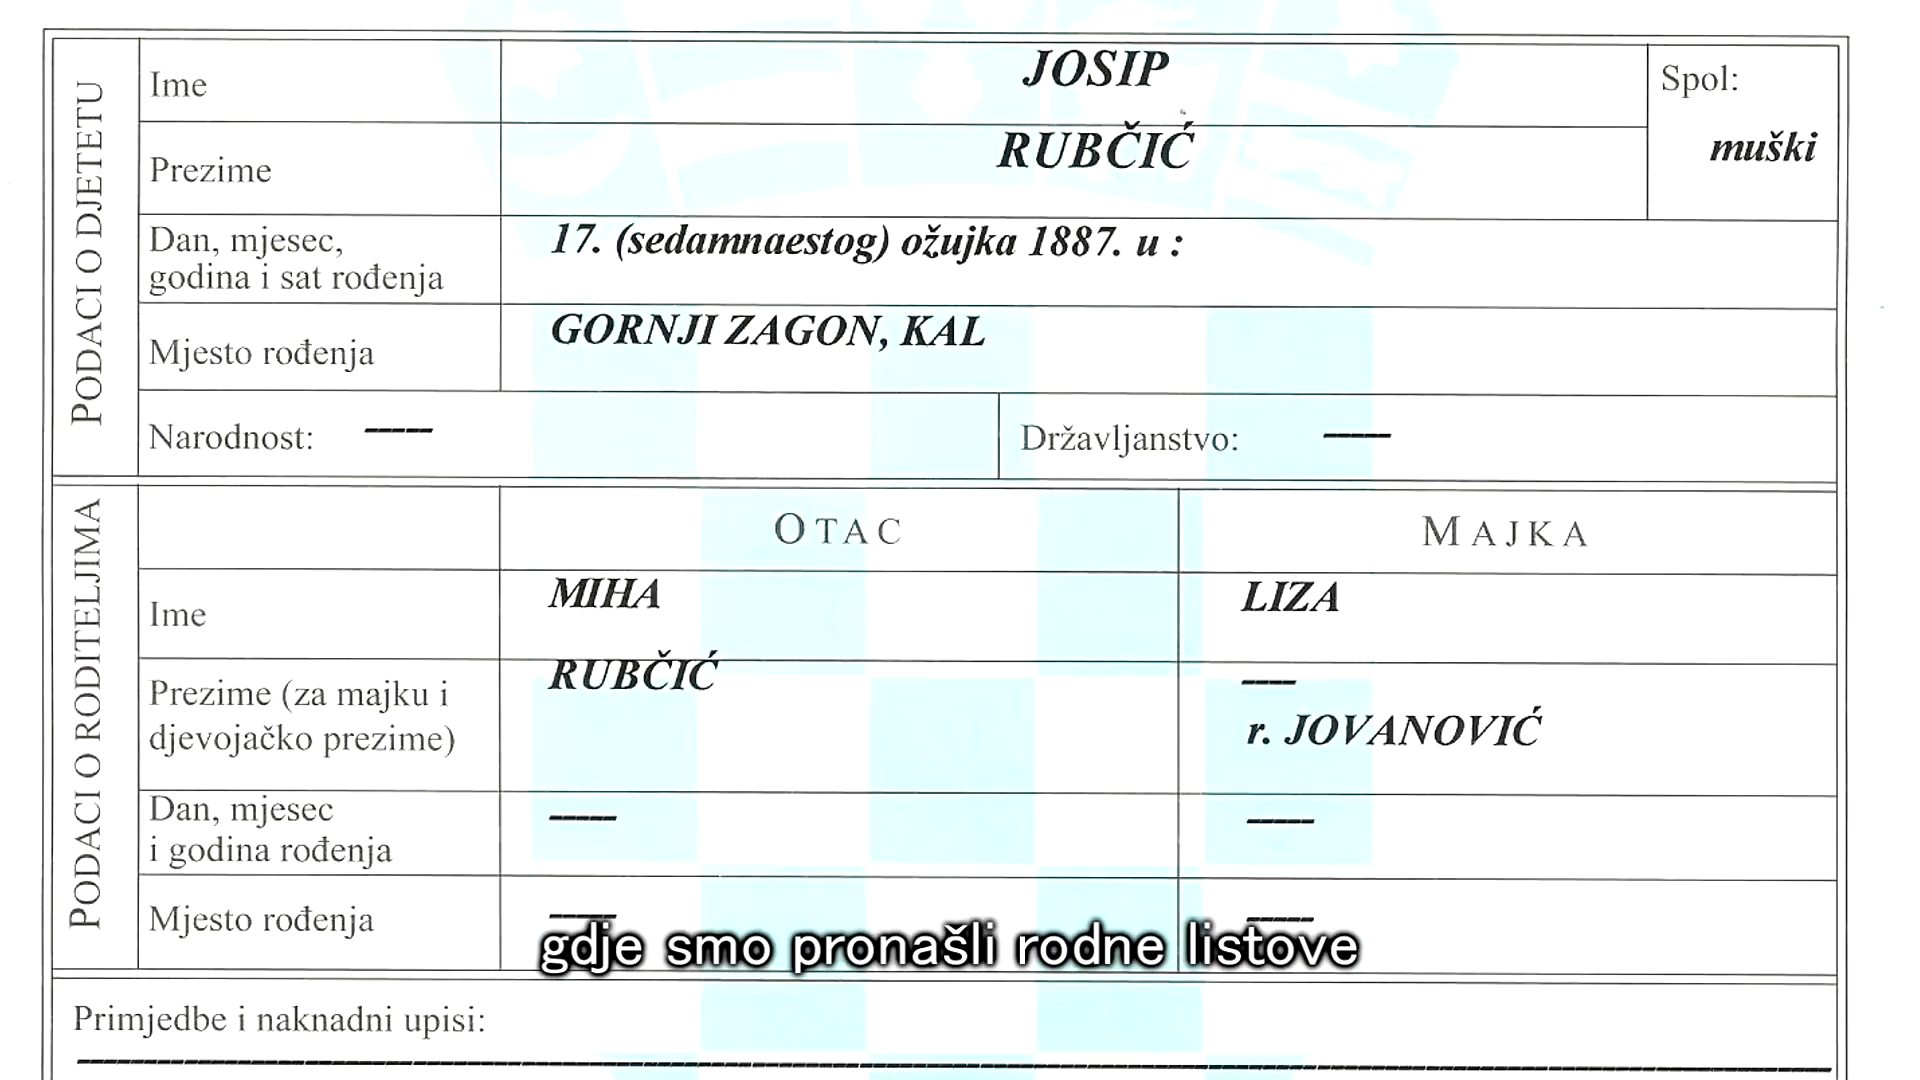 PODACI O DJETETU
Ime
JOSIP
Spol:
muški
Prezime
RUBČIĆ
Dan, mjesec,
godina i sat rođenja
17. (sedamnaestog) ožujka 1887. u :
Mjesto rođenja
GORNJI ZAGON, KAL
Narodnost: ----
Državljanstvo: ----
PODACI O RODITELJIMA
OTAC
MAJKA
Ime
MIHA
LIZA
Prezime (za majku i
djevojačko prezime)
RUBČIĆ
----
r. JOVANOVIĆ
Dan, mjesec
i godina rođenja
----
----
Mjesto rođenja
----
----
gdje smo pronašli rodne listove
Primjedbe i naknadni upisi: